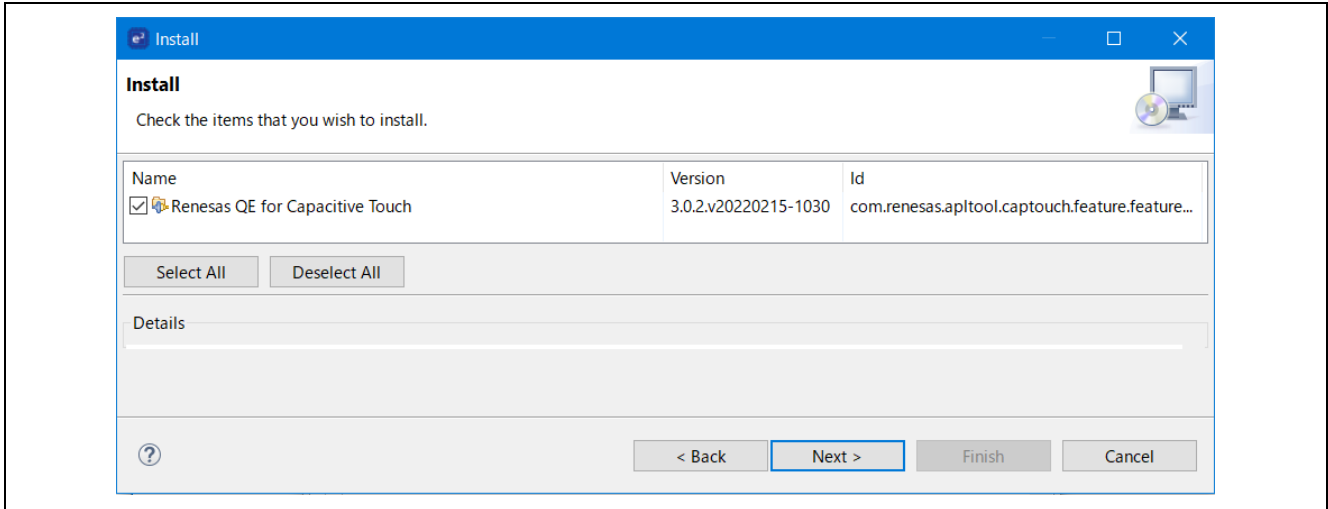 e² Install
Install
Check the items that you wish to install.
Name Version Id
Renesas QE for Capacitive Touch 3.0.2.v20220215-1030 com.renesas.apltool.captouch.feature.feature...
Select All Deselect All
Details
? < Back Next > Finish Cancel